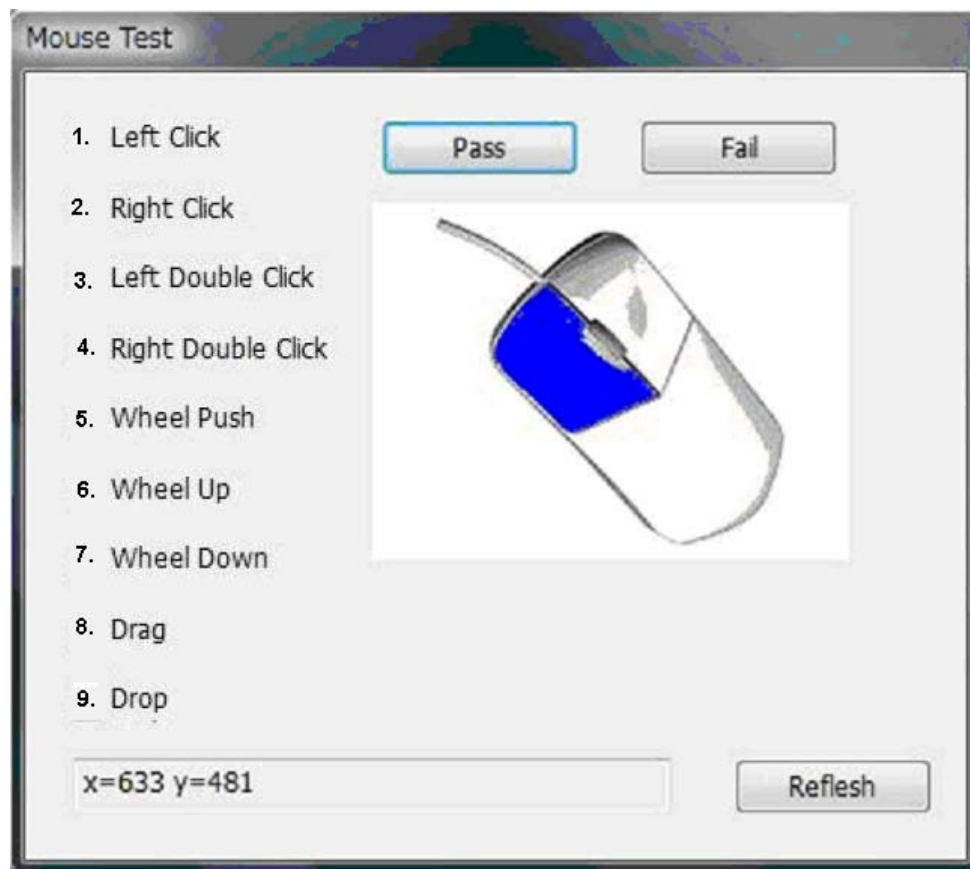 Mouse Test
1. Left Click
Pass
Fail
2. Right Click
3. Left Double Click
4. Right Double Click
5. Wheel Push
6. Wheel Up
7. Wheel Down
8. Drag
9. Drop
x=633 y=481
Reflesh